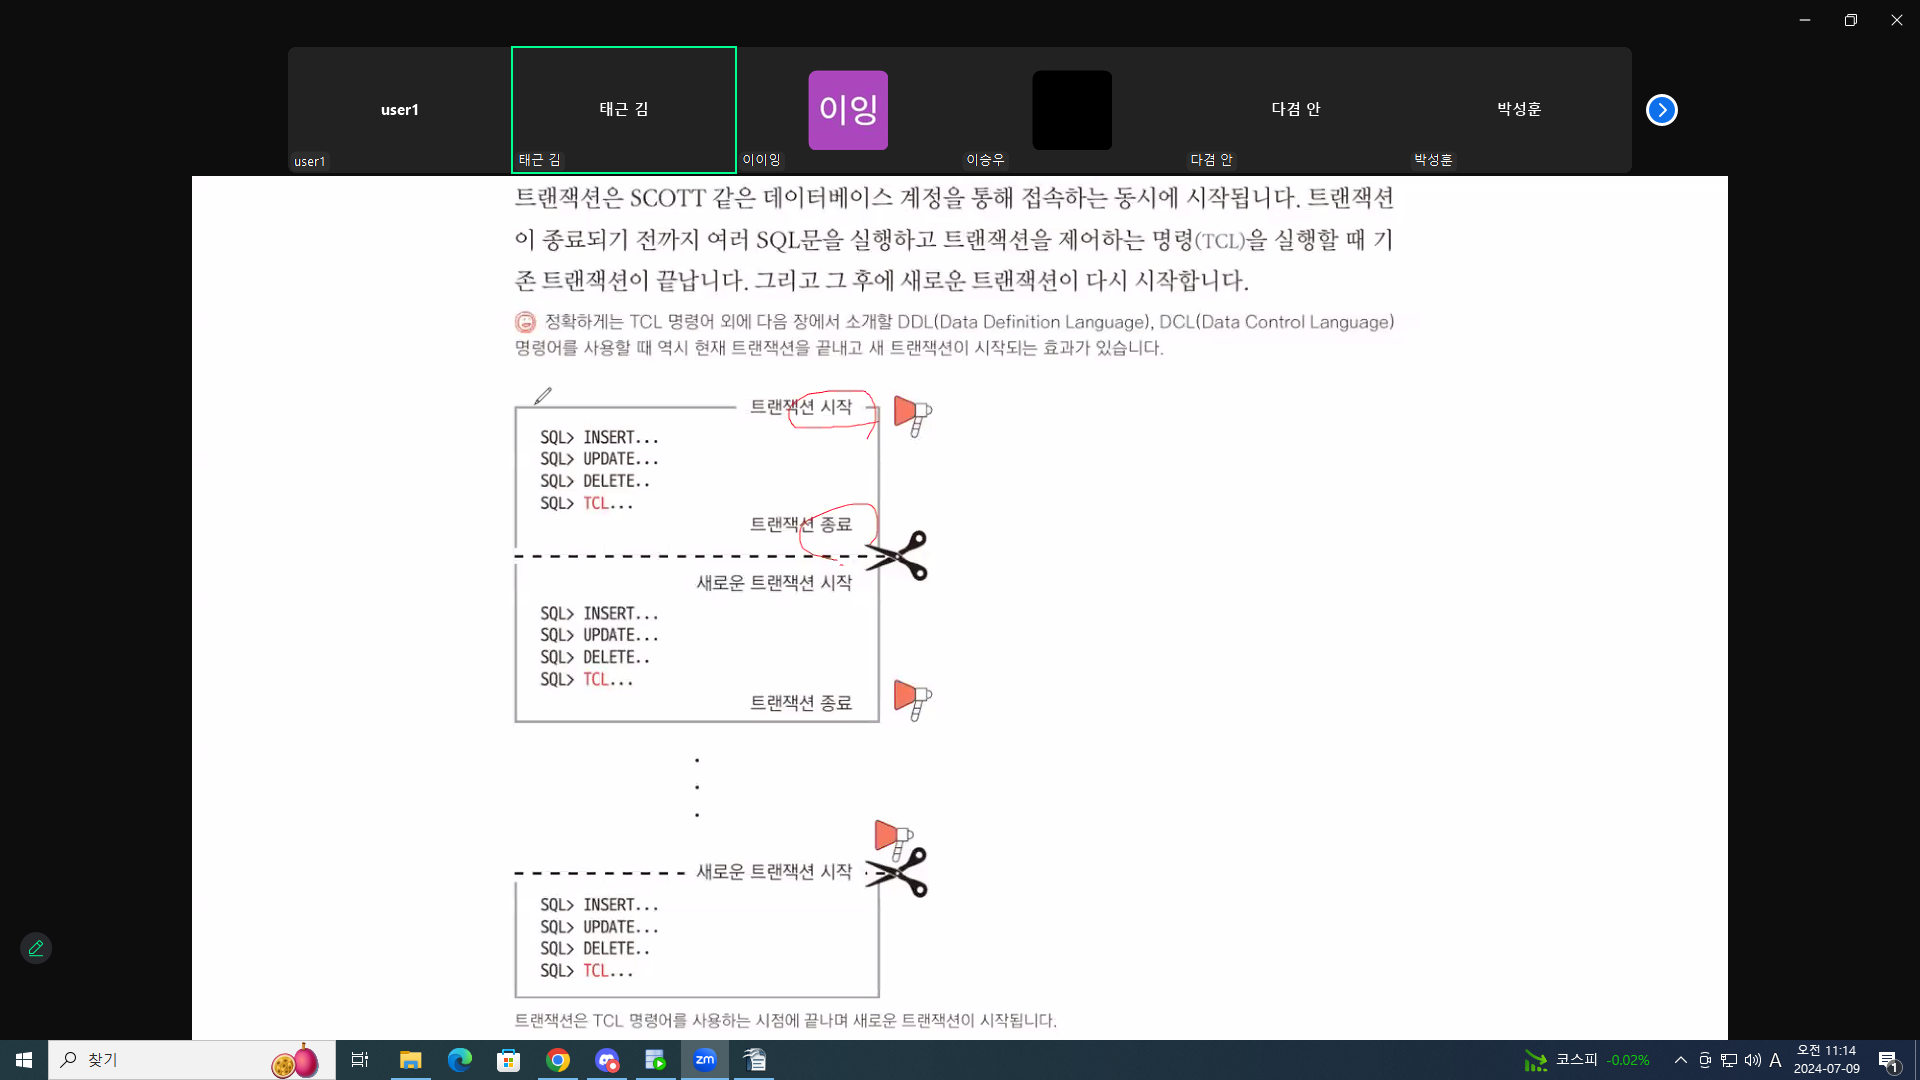 user1
태근 김
이잉
다겸 안
박성훈
user1
태근 김
이이잉
이승우
다겸 안
박성훈
트랜잭션은 SCOTT 같은 데이터베이스 계정을 통해 접속하는 동시에 시작됩니다. 트랜잭션
이 종료되기 전까지 여러 SQL문을 실행하고 트랜잭션을 제어하는 명령(TCL)을 실행할 때 기
존 트랜잭션이 끝납니다. 그리고 그 후에 새로운 트랜잭션이 다시 시작합니다.
정확하게는 TCL 명령어 외에 다음 장에서 소개할 DDL(Data Definition Language), DCL(Data Control Language)
명령어를 사용할 때 역시 현재 트랜잭션을 끝내고 새 트랜잭션이 시작되는 효과가 있습니다.
트랜잭션 시작
SQL> INSERT...
SQL> UPDATE...
SQL> DELETE..
SQL> TCL...
트랜잭션 종료
새로운 트랜잭션 시작
SQL> INSERT...
SQL> UPDATE...
SQL> DELETE..
SQL> TCL...
트랜잭션 종료
새로운 트랜잭션 시작
SQL> INSERT...
SQL> UPDATE...
SQL> DELETE..
SQL> TCL...
트랜잭션은 TCL 명령어를 사용하는 시점에 끝나며 새로운 트랜잭션이 시작됩니다.
찾기
zm
코스피 -0.02%
A
오전 11:14
2024-07-09
1